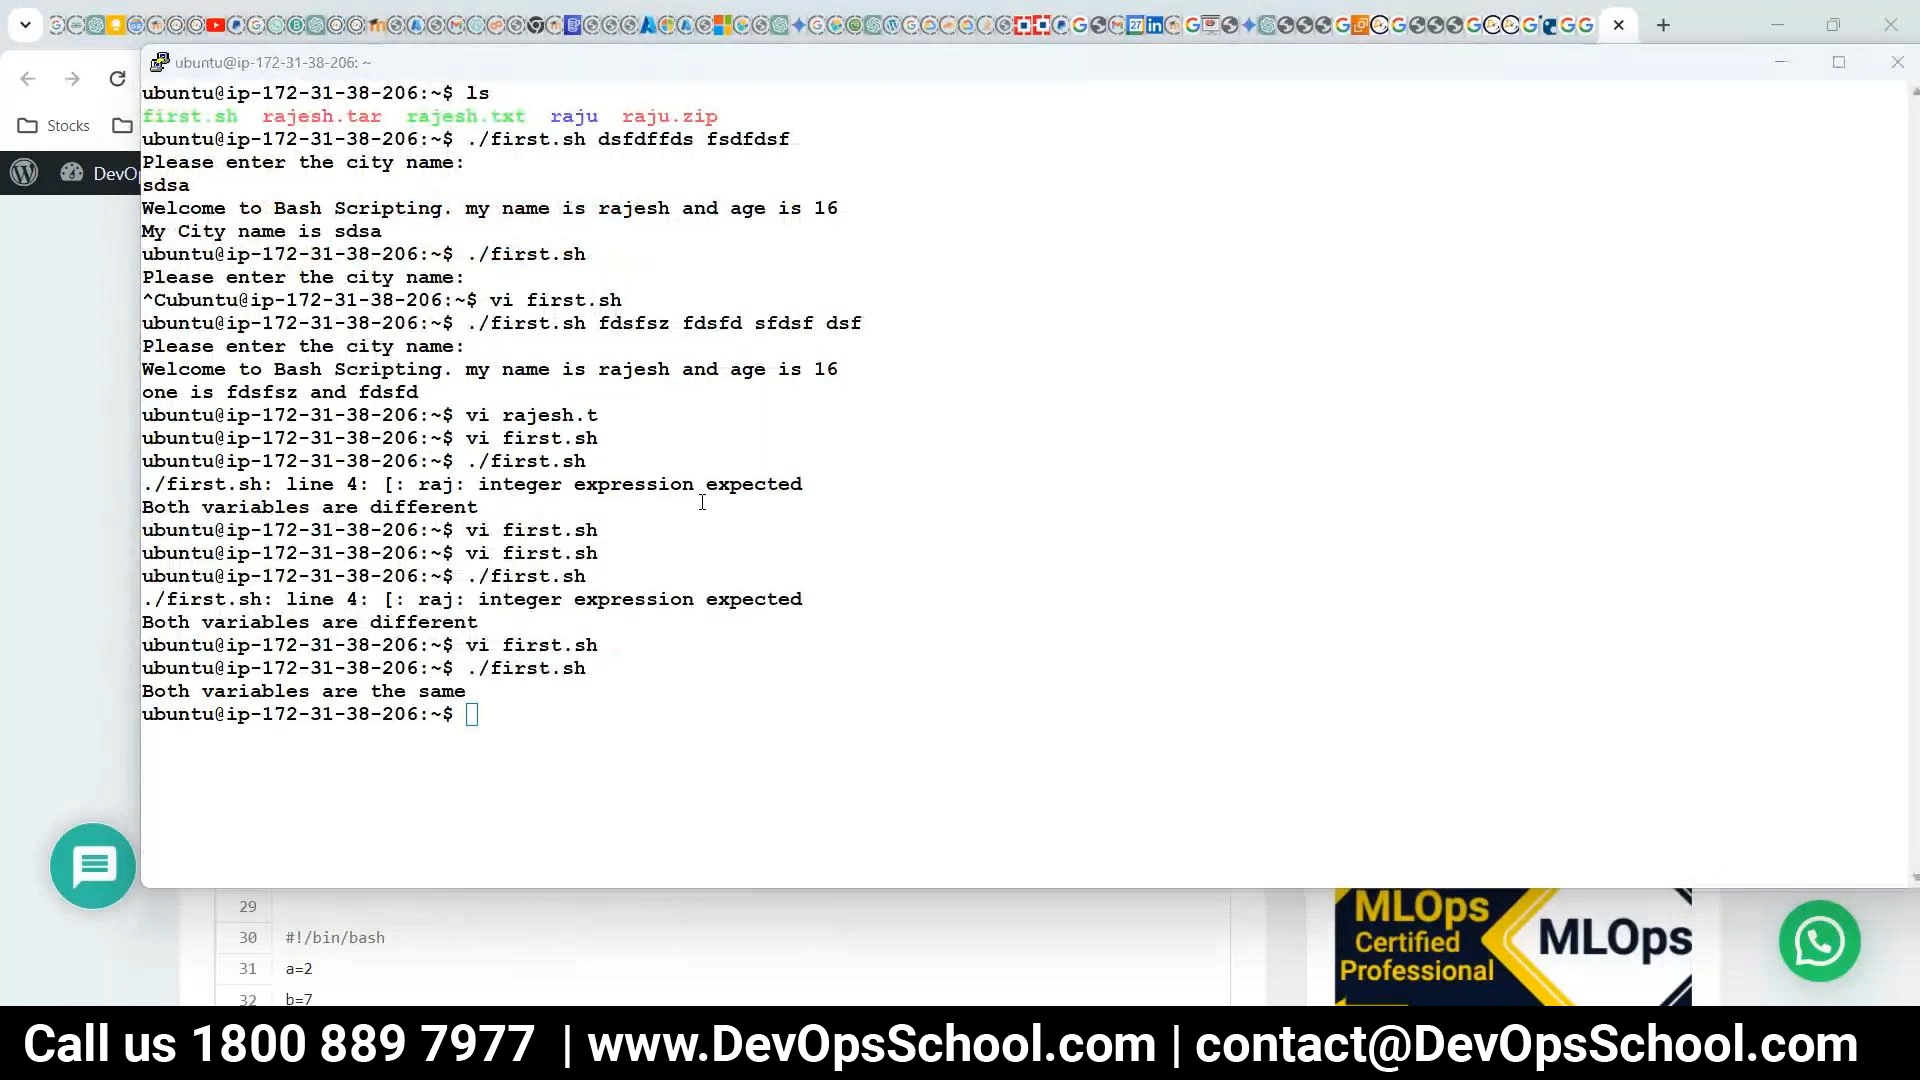 ubuntu@ip-172-31-38-206: ~
ubuntu@ip-172-31-38-206:~$ ls
first.sh  rajesh.tar  rajesh.txt  raju  raju.zip
ubuntu@ip-172-31-38-206:~$ ./first.sh dsfdffds fsdfdsf
Please enter the city name:
sdsa
Welcome to Bash Scripting. my name is rajesh and age is 16
My City name is sdsa
ubuntu@ip-172-31-38-206:~$ ./first.sh
Please enter the city name:
^Cubuntu@ip-172-31-38-206:~$ vi first.sh
ubuntu@ip-172-31-38-206:~$ ./first.sh fdsfsz fdsfd sfdsf dsf
Please enter the city name:
Welcome to Bash Scripting. my name is rajesh and age is 16
one is fdsfsz and fdsfd
ubuntu@ip-172-31-38-206:~$ vi rajesh.t
ubuntu@ip-172-31-38-206:~$ vi first.sh
ubuntu@ip-172-31-38-206:~$ ./first.sh
./first.sh: line 4: [: raj: integer expression expected
Both variables are different
ubuntu@ip-172-31-38-206:~$ vi first.sh
ubuntu@ip-172-31-38-206:~$ vi first.sh
ubuntu@ip-172-31-38-206:~$ ./first.sh
./first.sh: line 4: [: raj: integer expression expected
Both variables are different
ubuntu@ip-172-31-38-206:~$ vi first.sh
ubuntu@ip-172-31-38-206:~$ ./first.sh
Both variables are the same
ubuntu@ip-172-31-38-206:~$
Stocks
DevO
29
30 #!/bin/bash
31 a=2
32 b=7
MLOps
Certified
Professional
MLOps
Call us 1800 889 7977 | www.DevOpsSchool.com | contact@DevOpsSchool.com